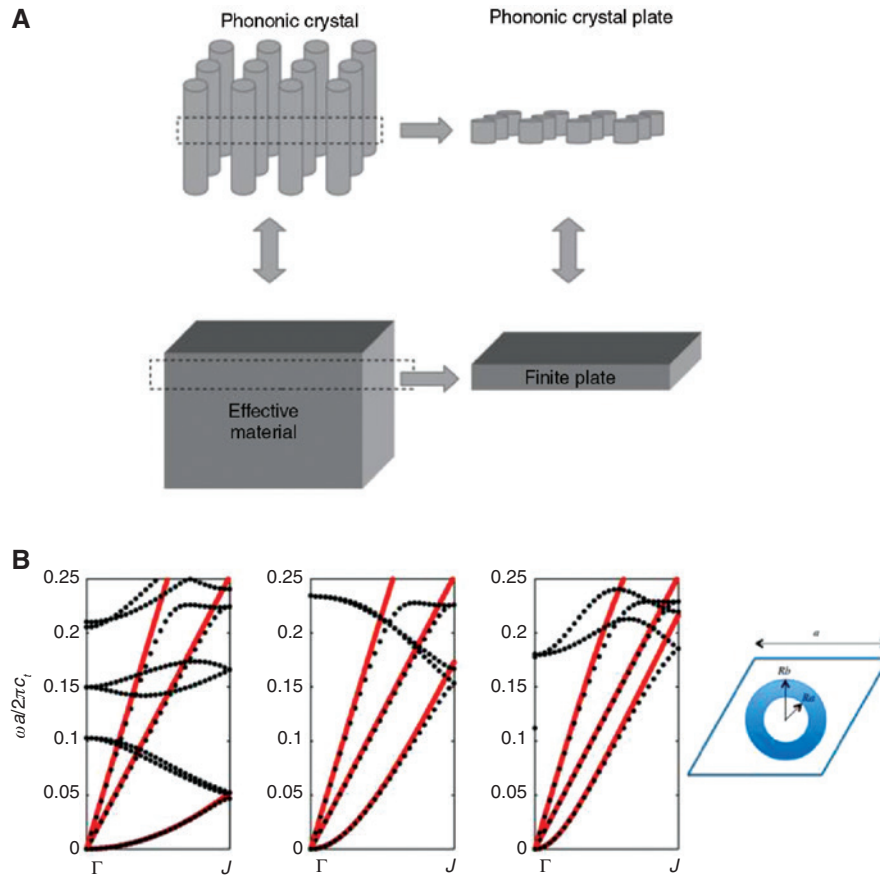 A
Phononic crystal
Phononic crystal plate
Effective
material
Finite plate
B
ωa/2πc_t
0.25
0.2
0.15
0.1
0.05
0
Γ
J
0.25
0.2
0.15
0.1
0.05
0
Γ
J
0.25
0.2
0.15
0.1
0.05
0
Γ
J
a
Rb
Ra